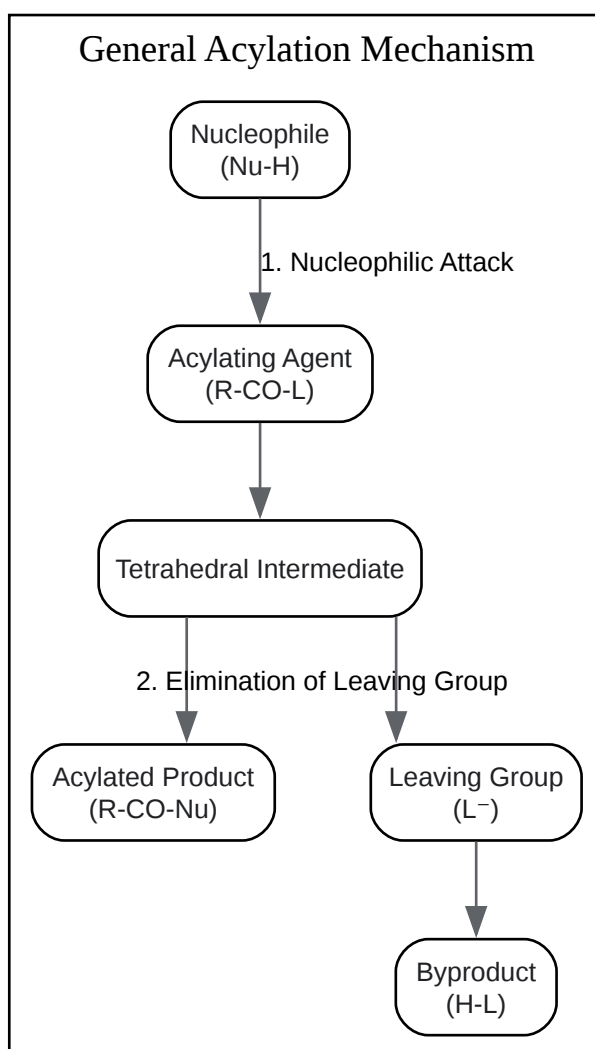 General Acylation Mechanism
Nucleophile
(Nu-H)
1. Nucleophilic Attack
Acylating Agent
(R-CO-L)
Tetrahedral Intermediate
2. Elimination of Leaving Group
Acylated Product
(R-CO-Nu)
Leaving Group
(L⁻)
Byproduct
(H-L)